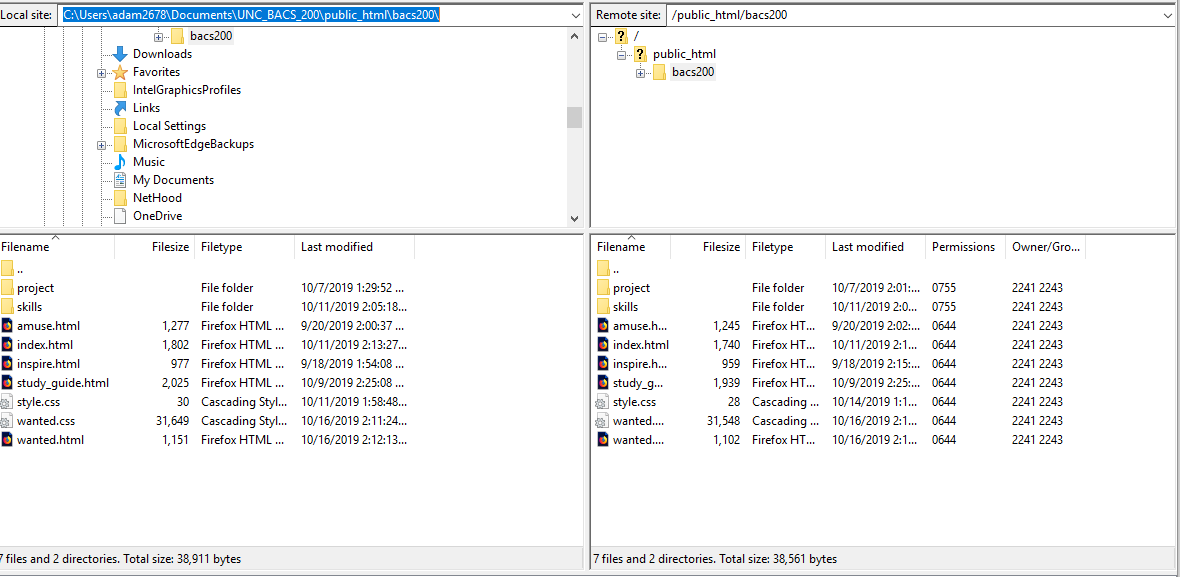 Local site: C:\Users\adam2678\Documents\UNC_BACS_200\public_html\bacs200\
bacs200
Downloads
Favorites
IntelGraphicsProfiles
Links
Local Settings
MicrosoftEdgeBackups
Music
My Documents
NetHood
OneDrive
Remote site: /public_html/bacs200
/
public_html
bacs200
Filename Filesize Filetype Last modified
..
project File folder 10/7/2019 1:29:52 ...
skills File folder 10/11/2019 2:05:18...
amuse.html 1,277 Firefox HTML ... 9/20/2019 2:00:37 ...
index.html 1,802 Firefox HTML ... 10/11/2019 2:13:27...
inspire.html 977 Firefox HTML ... 9/18/2019 1:54:08 ...
study_guide.html 2,025 Firefox HTML ... 10/9/2019 2:25:08 ...
style.css 30 Cascading Styl... 10/11/2019 1:58:48...
wanted.css 31,649 Cascading Styl... 10/16/2019 2:11:24...
wanted.html 1,151 Firefox HTML ... 10/16/2019 2:12:13...
7 files and 2 directories. Total size: 38,911 bytes
Filename Filesize Filetype Last modified Permissions Owner/Gro...
..
project File folder 10/7/2019 2:01:... 0755 2241 2243
skills File folder 10/11/2019 2:0... 0755 2241 2243
amuse.h... 1,245 Firefox HT... 9/20/2019 2:02:... 0644 2241 2243
index.html 1,740 Firefox HT... 10/11/2019 2:1... 0644 2241 2243
inspire.h... 959 Firefox HT... 9/18/2019 2:15:... 0644 2241 2243
study_g... 1,939 Firefox HT... 10/9/2019 2:25:... 0644 2241 2243
style.css 28 Cascading ... 10/14/2019 1:1... 0644 2241 2243
wanted.... 31,548 Cascading ... 10/16/2019 2:1... 0644 2241 2243
wanted.... 1,102 Firefox HT... 10/16/2019 2:1... 0644 2241 2243
7 files and 2 directories. Total size: 38,561 bytes